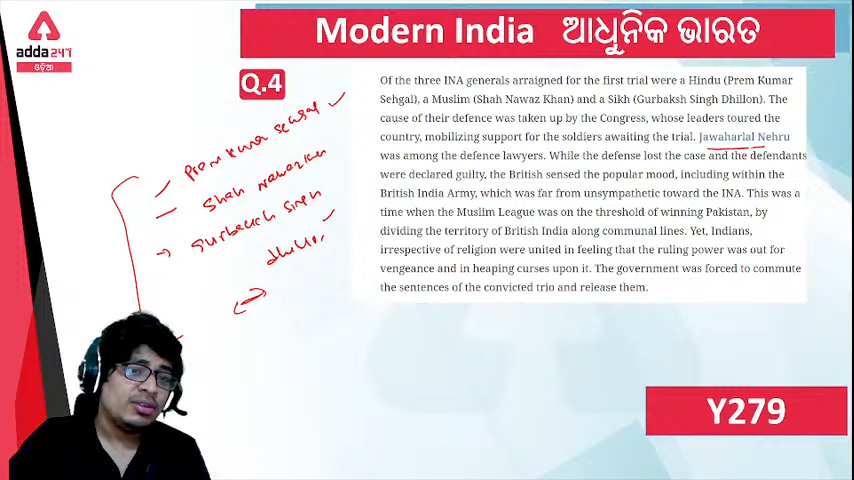 adda247
ଓଡ଼ିଆ
Modern India ଆଧୁନିକ ଭାରତ
Q.4
Of the three INA generals arraigned for the first trial were a Hindu (Prem Kumar
Sehgal), a Muslim (Shah Nawaz Khan) and a Sikh (Gurbaksh Singh Dhillon). The
cause of their defence was taken up by the Congress, whose leaders toured the
country, mobilizing support for the soldiers awaiting the trial. Jawaharlal Nehru
was among the defence lawyers. While the defense lost the case and the defendants
were declared guilty, the British sensed the popular mood, including within the
British India Army, which was far from unsympathetic toward the INA. This was a
time when the Muslim League was on the threshold of winning Pakistan, by
dividing the territory of British India along communal lines. Yet, Indians,
irrespective of religion were united in feeling that the ruling power was out for
vengeance and in heaping curses upon it. The government was forced to commute
the sentences of the convicted trio and release them.
Prem Kumar Sehgal
Shah Nawaz Khan
Gurbaksh Singh
dhillon
Y279